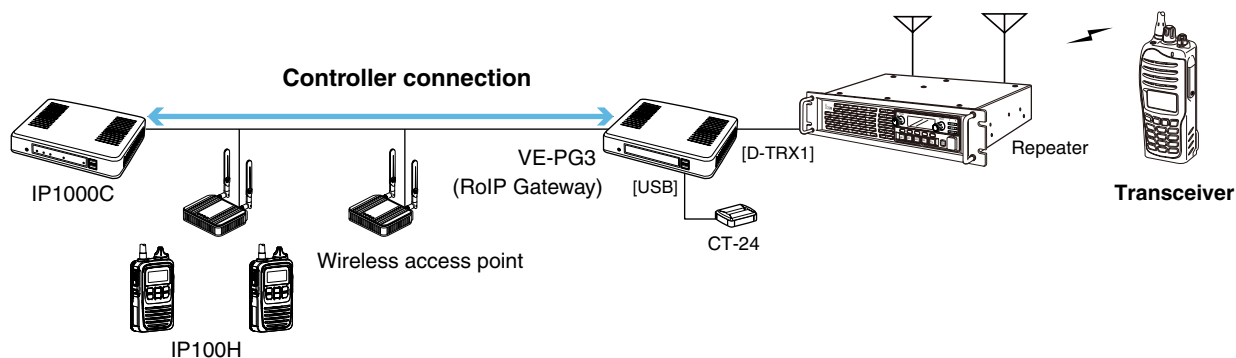 Controller connection
IP1000C
VE-PG3
(RoIP Gateway)
[D-TRX1]
[USB]
Repeater
Transceiver
CT-24
Wireless access point
IP100H